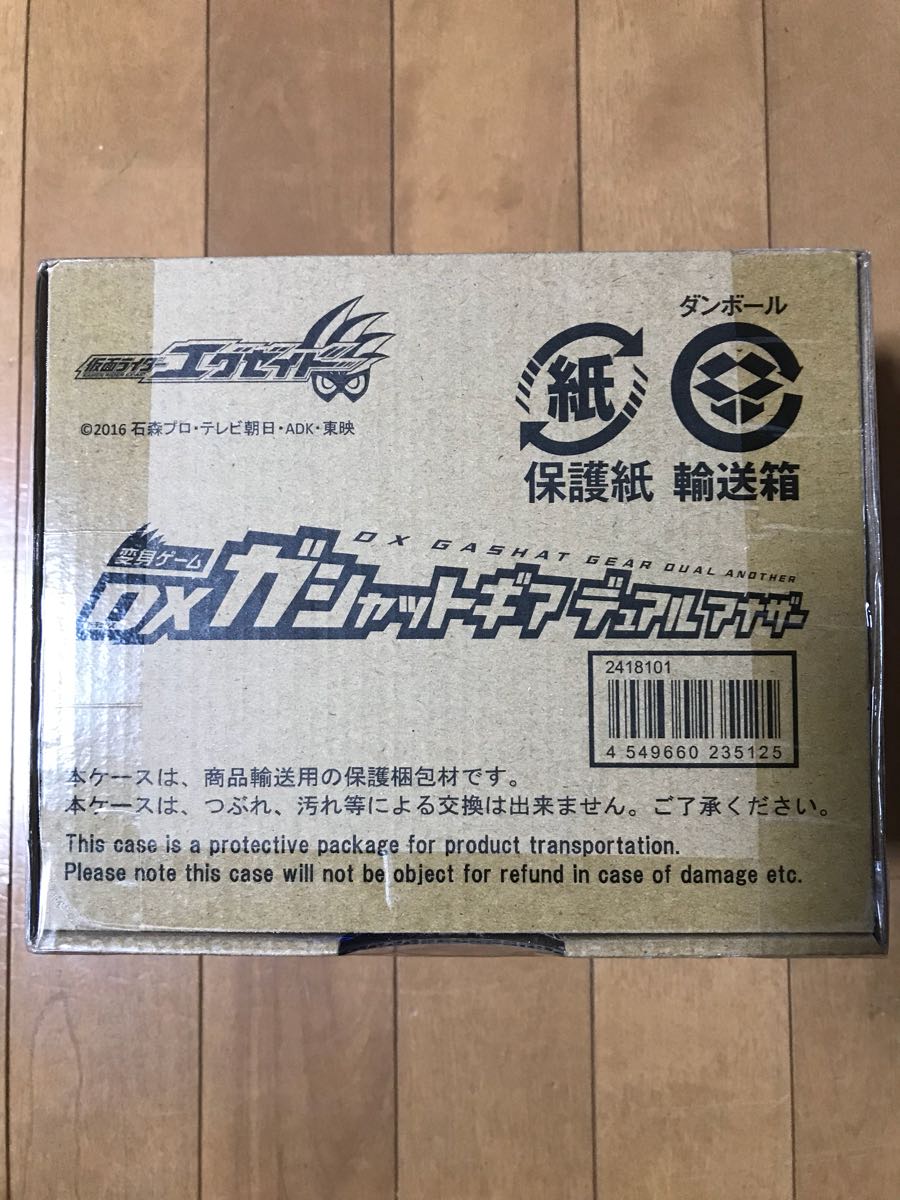 仮面ライダーエグゼイド
©2016 石森プロ・テレビ朝日・ADK・東映
ダンボール
紙
保護紙 輸送箱
DX GASHAT GEAR DUAL ANOTHER
変身ゲーム
DXガシャットギア デュアル アナザー
2418101
4 549660 235125
本ケースは、商品輸送用の保護梱包材です。
本ケースは、つぶれ、汚れ等による交換は出来ません。ご了承ください。
This case is a protective package for product transportation.
Please note this case will not be object for refund in case of damage etc.